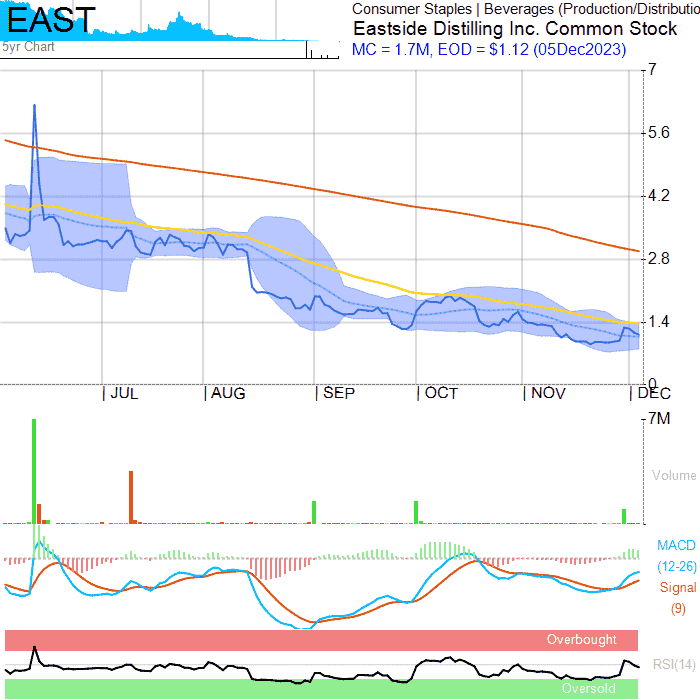 EAST
5yr Chart
Consumer Staples | Beverages (Production/Distributio
Eastside Distilling Inc. Common Stock
MC = 1.7M, EOD = $1.12 (05Dec2023)
7
5.6
4.2
2.8
1.4
0
| JUL | AUG | SEP | OCT | NOV | DEC
7M
Volume
MACD
(12-26)
Signal
(9)
Overbought
RSI(14)
Oversold